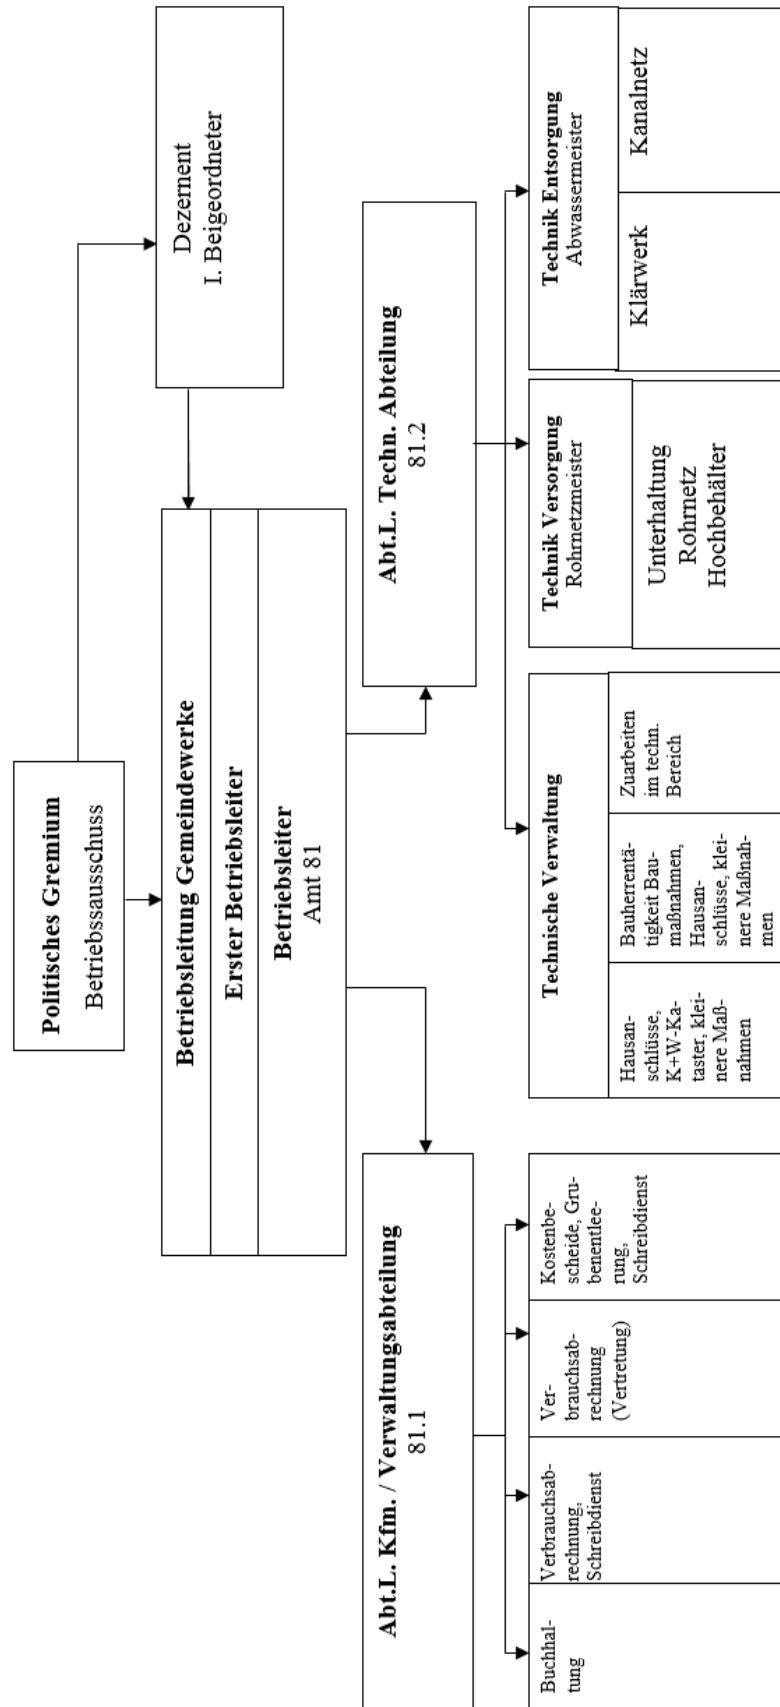 Politisches Gremium
Betriebssausschuss
Dezernent
I. Beigeordneter
Betriebsleitung Gemeindewerke
Erster Betriebsleiter
Betriebsleiter
Amt 81
Abt.L. Kfm. / Verwaltungsabteilung
81.1
Abt.L. Techn. Abteilung
81.2
Buchhal-
tung
Verbrauchsab-
rechnung,
Schreibdienst
Ver-
brauchsab-
rechnung
(Vertretung)
Kostenbe-
scheide, Gru-
benentlee-
rung,
Schreibdienst
Technische Verwaltung
Hausan-
schlüsse,
K+W-Ka-
taster, klei-
nere Maß-
nahmen
Bauherrentä-
tigkeit Bau-
maßnahmen,
Hausan-
schlüsse, klei-
nere Maßnah-
men
Zuarbeiten
im techn.
Bereich
Technik Versorgung
Rohrnetzmeister
Unterhaltung
Rohrnetz
Hochbehälter
Technik Entsorgung
Abwassermeister
Klärwerk
Kanalnetz